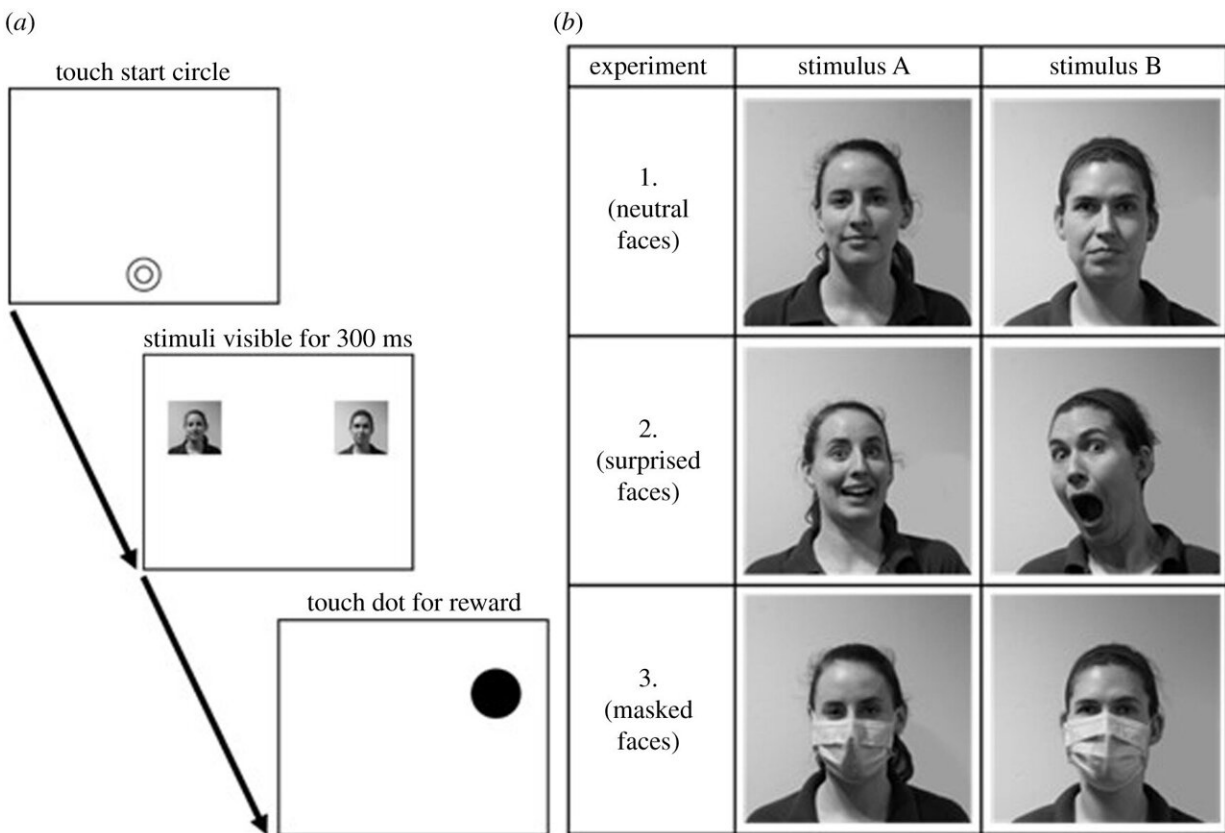 (a)
touch start circle
stimuli visible for 300 ms
touch dot for reward
(b)
experiment
stimulus A
stimulus B
1.
(neutral
faces)
2.
(surprised
faces)
3.
(masked
faces)